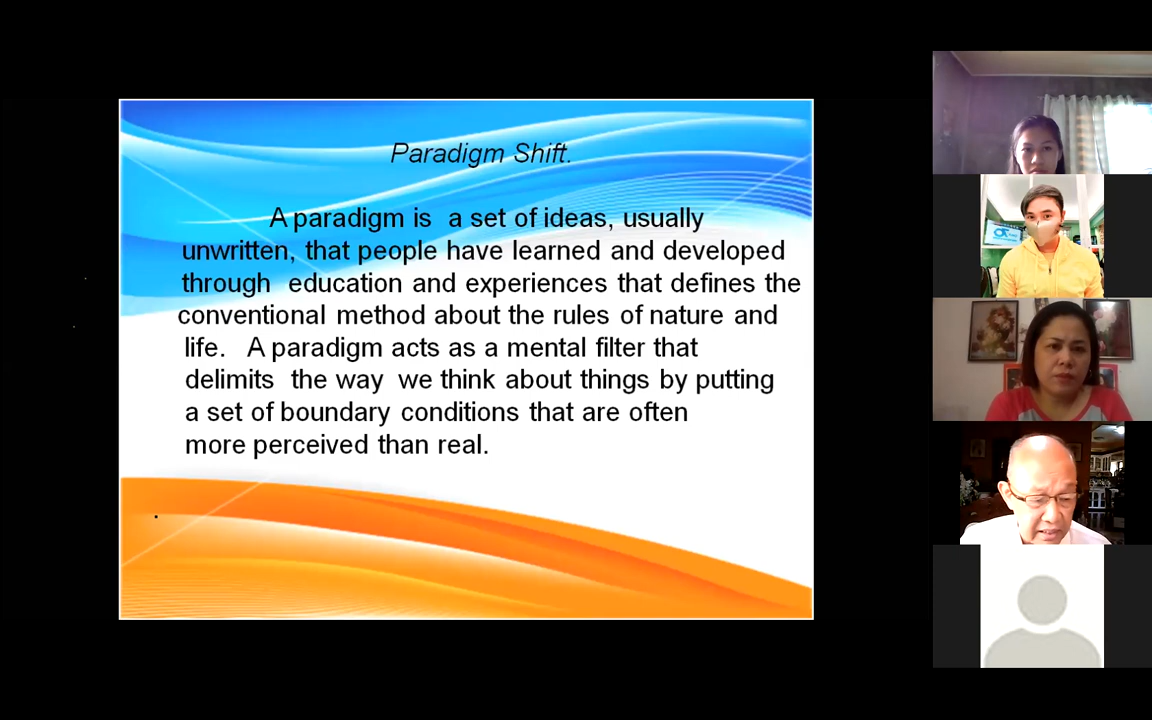 Paradigm Shift.
A paradigm is a set of ideas, usually
unwritten, that people have learned and developed
through education and experiences that defines the
conventional method about the rules of nature and
life. A paradigm acts as a mental filter that
delimits the way we think about things by putting
a set of boundary conditions that are often
more perceived than real.